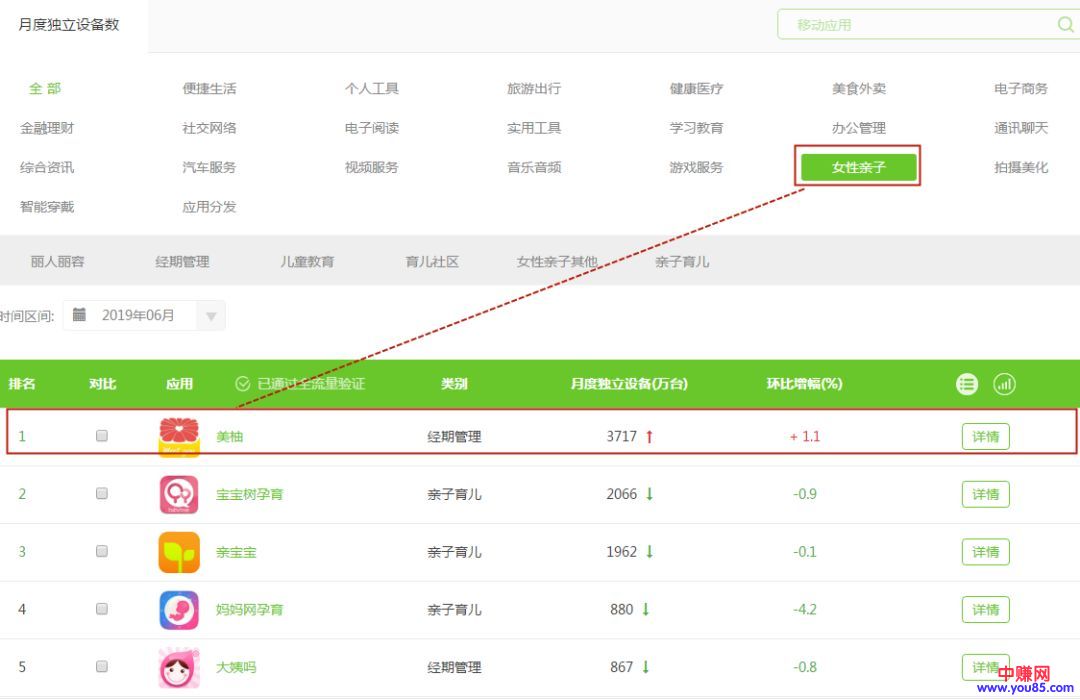 月度独立设备数
移动应用
全部 便捷生活 个人工具 旅游出行 健康医疗 美食外卖 电子商务
金融理财 社交网络 电子阅读 实用工具 学习教育 办公管理 通讯聊天
综合资讯 汽车服务 视频服务 音乐音频 游戏服务 女性亲子 拍摄美化
智能穿戴 应用分发
丽人丽容 经期管理 儿童教育 育儿社区 女性亲子其他 亲子育儿
时间区间: 2019年06月
排名 对比 应用 已通过全流量验证 类别 月度独立设备(万台) 环比增幅(%)
1 美柚 经期管理 3717 ↑ + 1.1 详情
2 宝宝树孕育 亲子育儿 2066 ↓ -0.9 详情
3 亲宝宝 亲子育儿 1962 ↓ -0.1 详情
4 妈妈网孕育 亲子育儿 880 ↓ -4.2 详情
5 大姨吗 经期管理 867 ↓ -0.8 详情
中赚网
www.you85.com